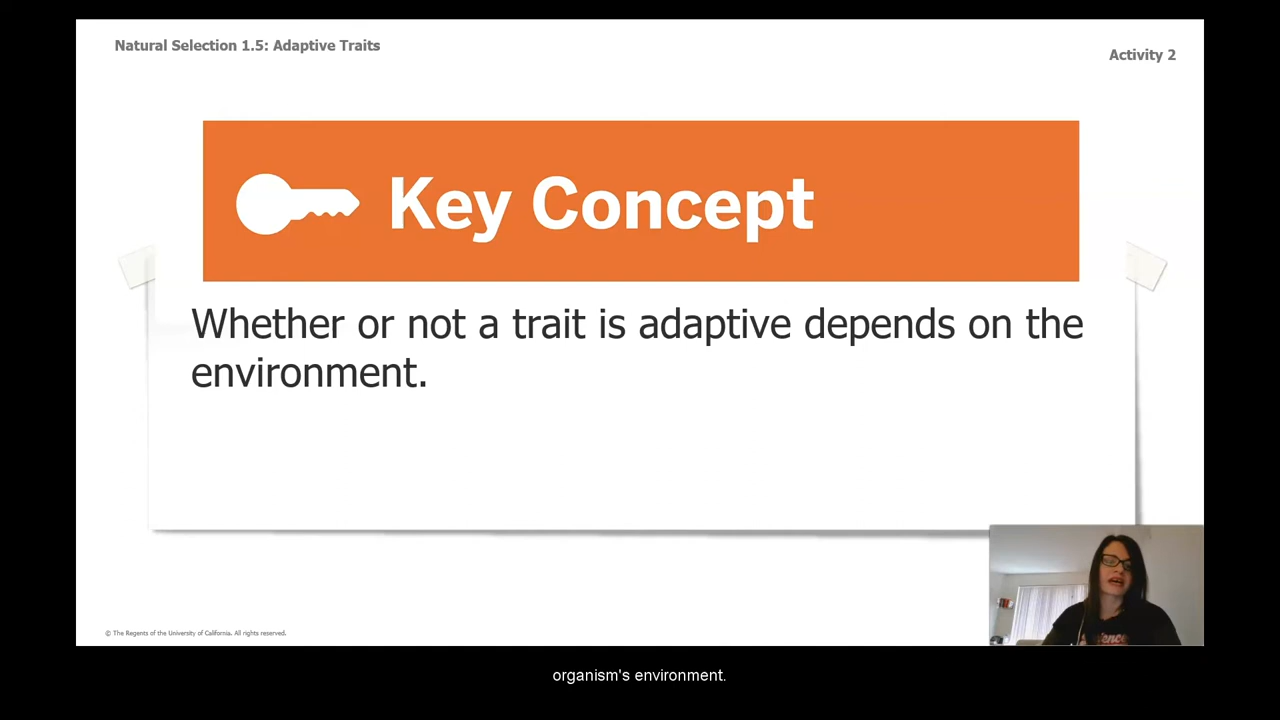 Natural Selection 1.5: Adaptive Traits
Activity 2
Key Concept
Whether or not a trait is adaptive depends on the
environment.
© The Regents of the University of California. All rights reserved.
organism's environment.